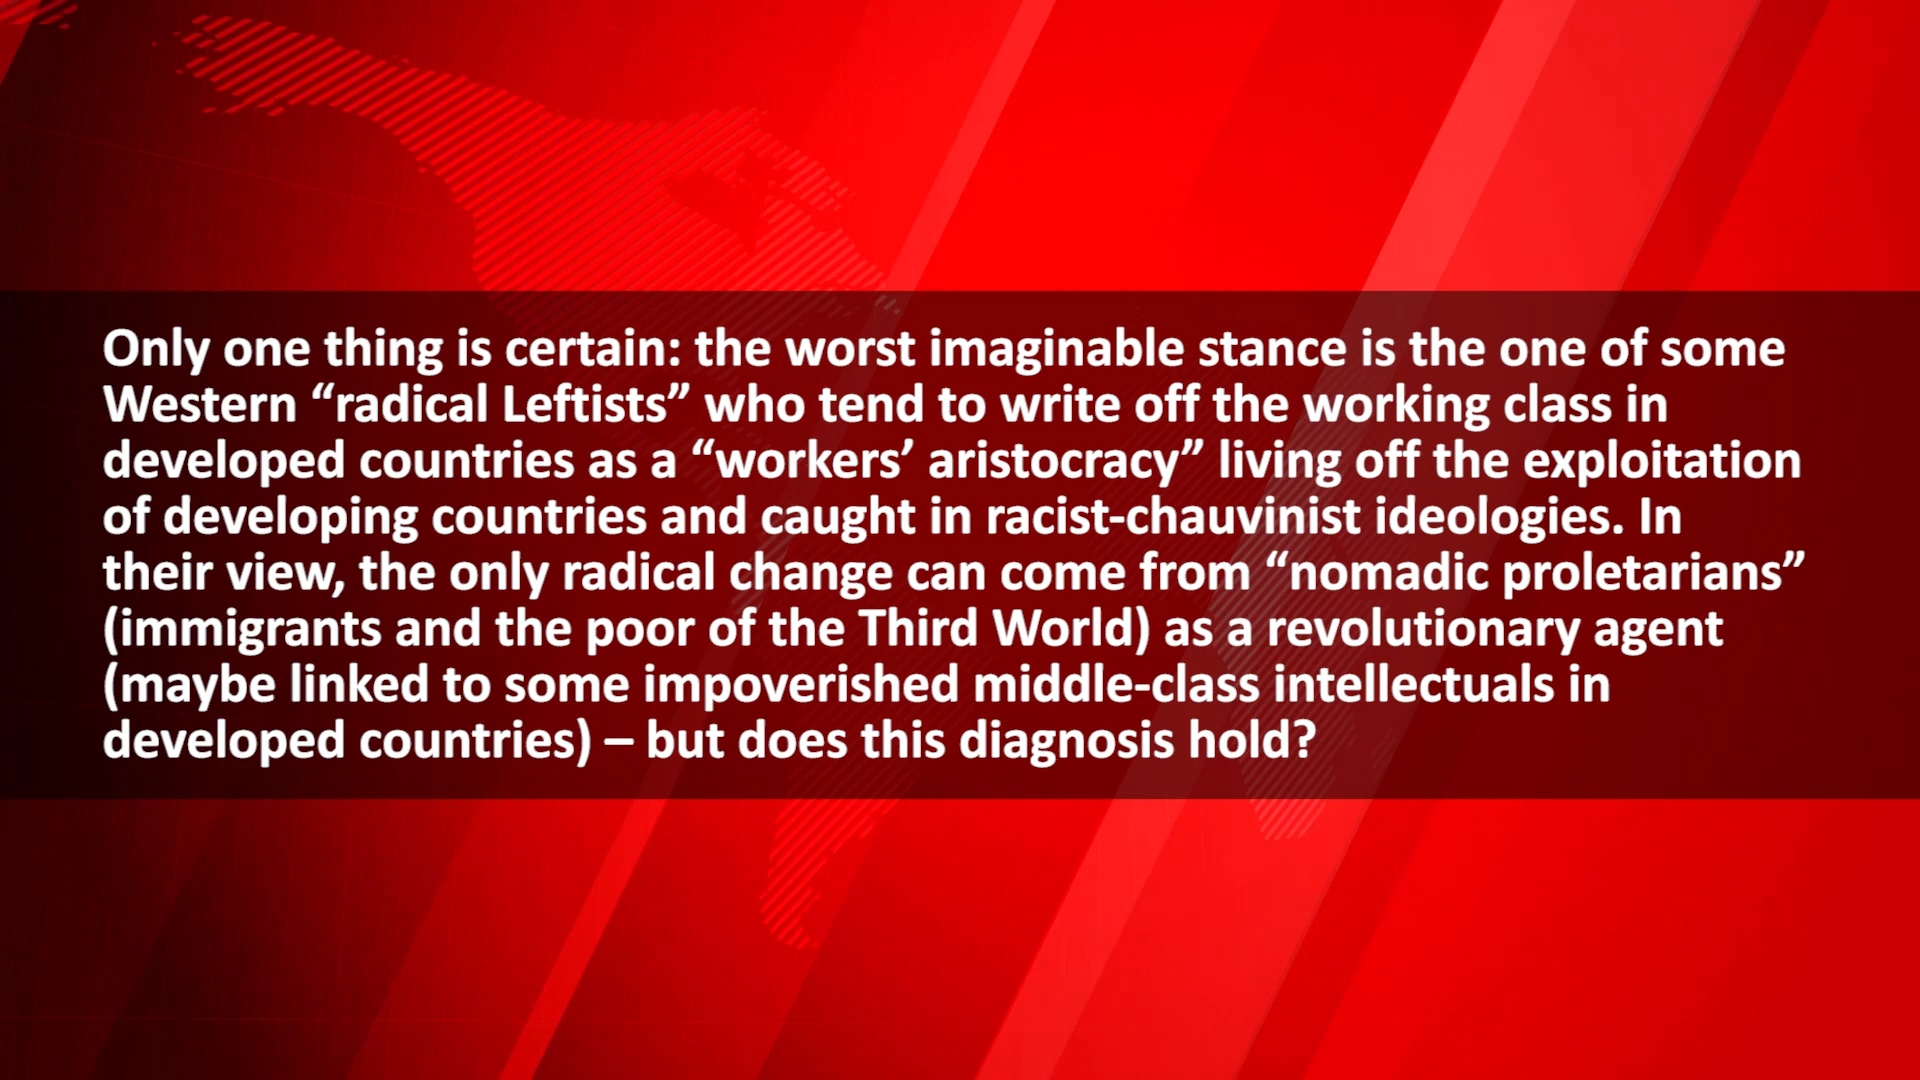 Only one thing is certain: the worst imaginable stance is the one of some
Western “radical Leftists” who tend to write off the working class in
developed countries as a “workers’ aristocracy” living off the exploitation
of developing countries and caught in racist-chauvinist ideologies. In
their view, the only radical change can come from “nomadic proletarians”
(immigrants and the poor of the Third World) as a revolutionary agent
(maybe linked to some impoverished middle-class intellectuals in
developed countries) – but does this diagnosis hold?